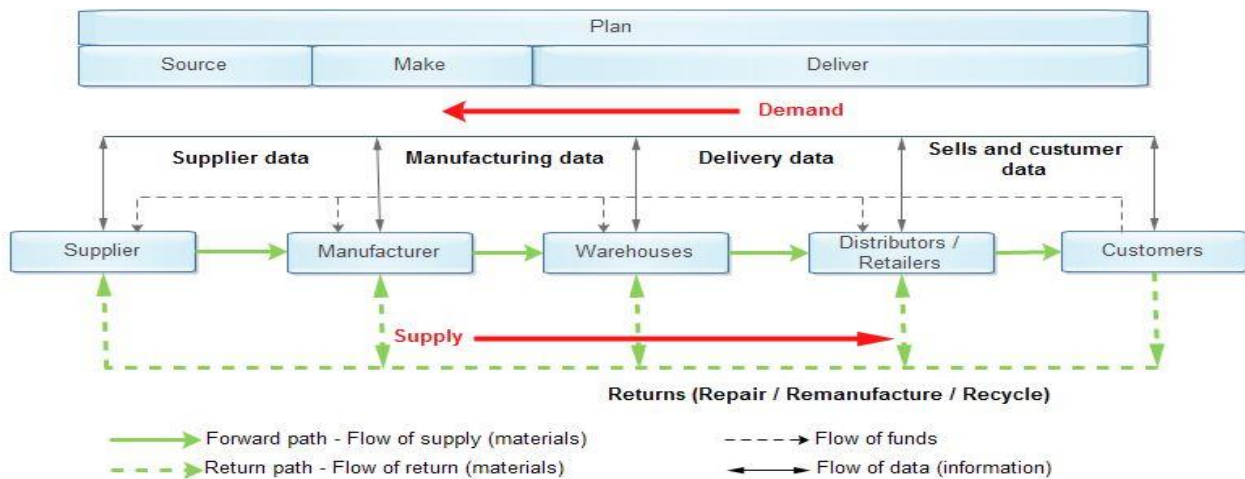 Plan
Source
Make
Deliver
Demand
Supplier data
Manufacturing data
Delivery data
Sells and custumer
data
Supplier
Manufacturer
Warehouses
Distributors /
Retailers
Customers
Supply
Returns (Repair / Remanufacture / Recycle)
Forward path - Flow of supply (materials)
Flow of funds
Return path - Flow of return (materials)
Flow of data (information)